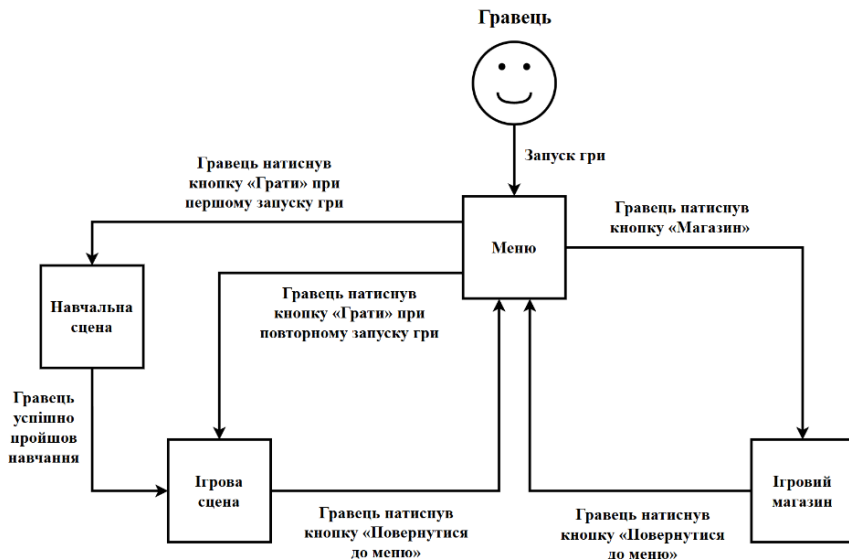 Гравець
Запуск гри
Гравець натиснув
кнопку «Грати» при
першому запуску гри
Гравець натиснув
кнопку «Магазин»
Меню
Навчальна
сцена
Гравець натиснув
кнопку «Грати» при
повторному запуску гри
Гравець
успішно
пройшов
навчання
Ігрова
сцена
Ігровий
магазин
Гравець натиснув
кнопку «Повернутися
до меню»
Гравець натиснув
кнопку «Повернутися
до меню»